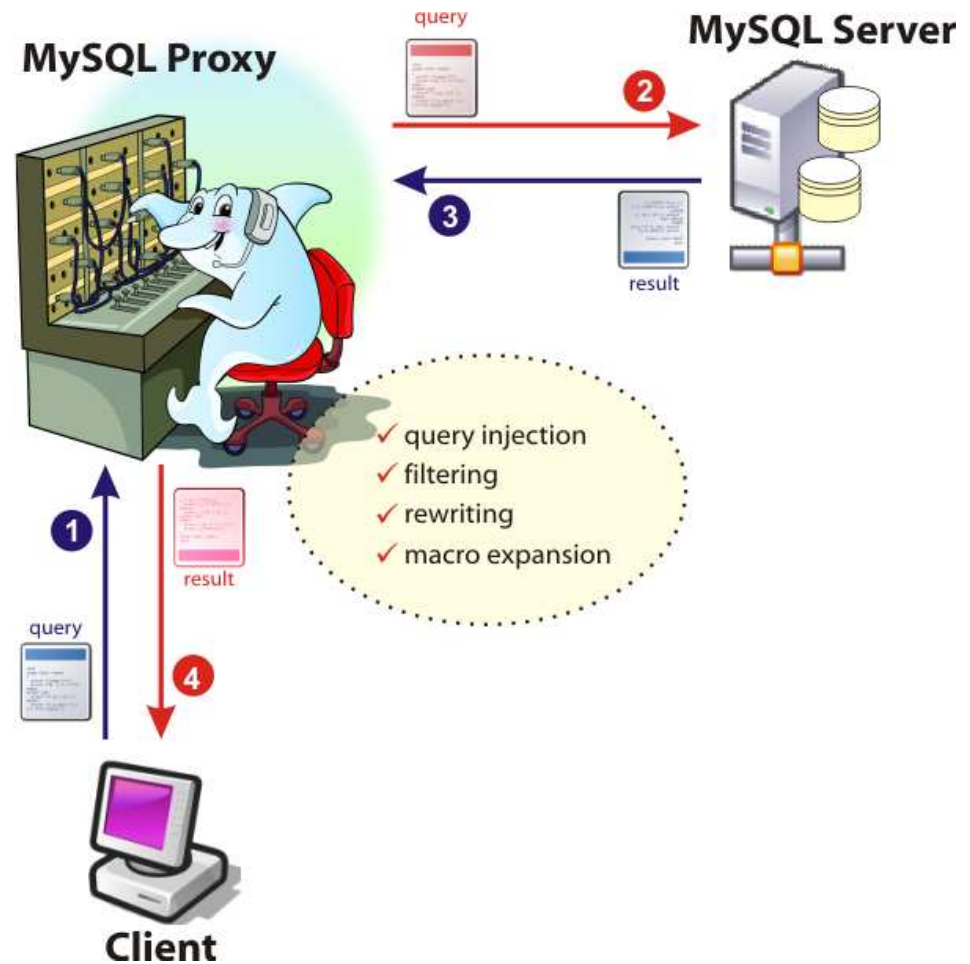 query
MySQL Server
MySQL Proxy
2
3
result
✓ query injection
✓ filtering
✓ rewriting
✓ macro expansion
1
result
query
4
Client